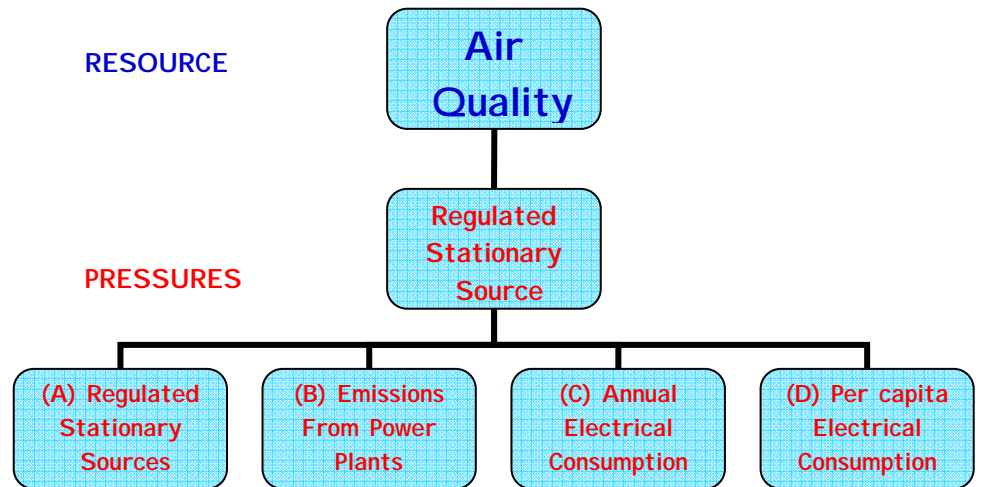 RESOURCE
Air
Quality
Regulated
Stationary
Source
PRESSURES
(A) Regulated
Stationary
Sources
(B) Emissions
From Power
Plants
(C) Annual
Electrical
Consumption
(D) Per capita
Electrical
Consumption